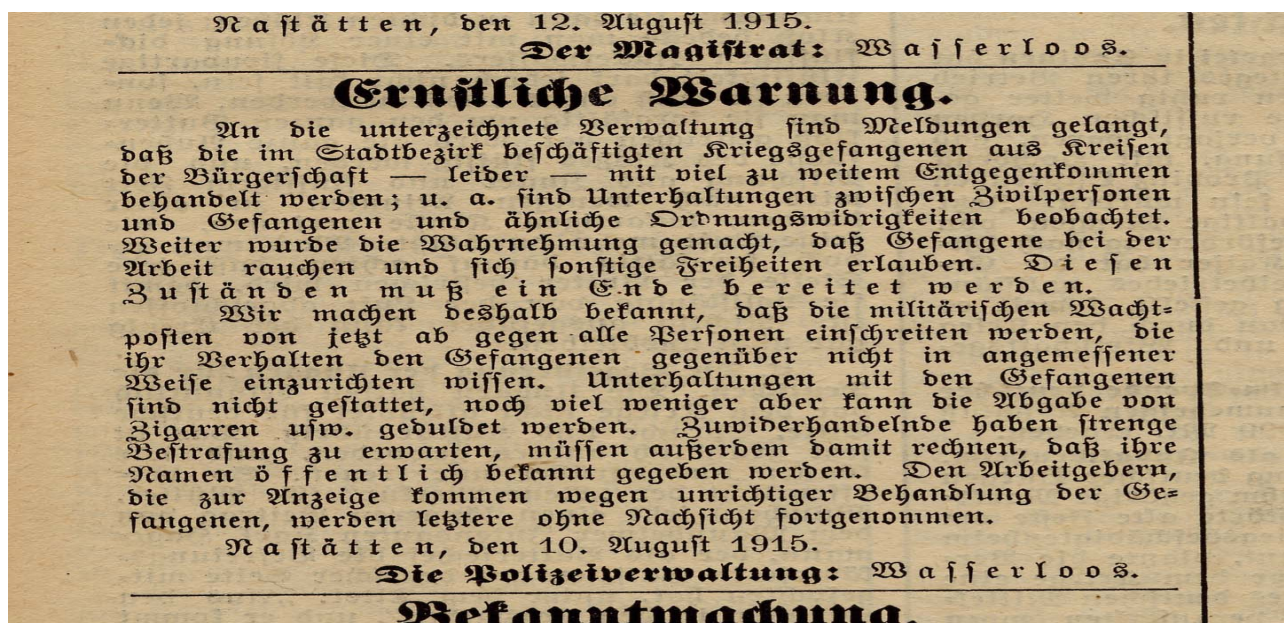 Nastätten, den 12. August 1915.
Der Magistrat: Wasserloos.
Ernstliche Warnung.
An die unterzeichnete Verwaltung sind Meldungen gelangt,
daß die im Stadtbezirk beschäftigten Kriegsgefangenen aus Kreisen
der Bürgerschaft — leider — mit viel zu weitem Entgegenkommen
behandelt werden; u. a. sind Unterhaltungen zwischen Zivilpersonen
und Gefangenen und ähnliche Ordnungswidrigkeiten beobachtet.
Weiter wurde die Wahrnehmung gemacht, daß Gefangene bei der
Arbeit rauchen und sich sonstige Freiheiten erlauben. Diesen
Zuständen muß ein Ende bereitet werden.
Wir machen deshalb bekannt, daß die militärischen Wacht-
posten von jetzt ab gegen alle Personen einschreiten werden, die
ihr Verhalten den Gefangenen gegenüber nicht in angemessener
Weise einzurichten wissen. Unterhaltungen mit den Gefangenen
sind nicht gestattet, noch viel weniger aber kann die Abgabe von
Zigarren usw. geduldet werden. Zuwiderhandelnde haben strenge
Bestrafung zu erwarten, müssen außerdem damit rechnen, daß ihre
Namen öffentlich bekannt gegeben werden. Den Arbeitgebern,
die zur Anzeige kommen wegen unrichtiger Behandlung der Ge-
fangenen, werden letztere ohne Nachsicht fortgenommen.
Nastätten, den 10. August 1915.
Die Polizeiverwaltung: Wasserloos.
Bekanntmachung.